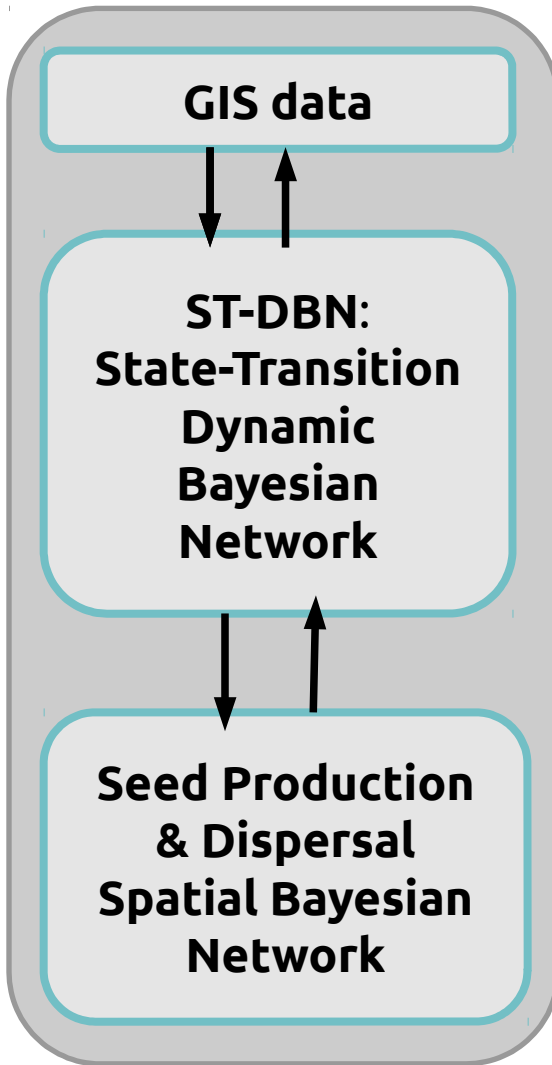 GIS data
ST-DBN:
State-Transition
Dynamic
Bayesian
Network
Seed Production
& Dispersal
Spatial Bayesian
Network